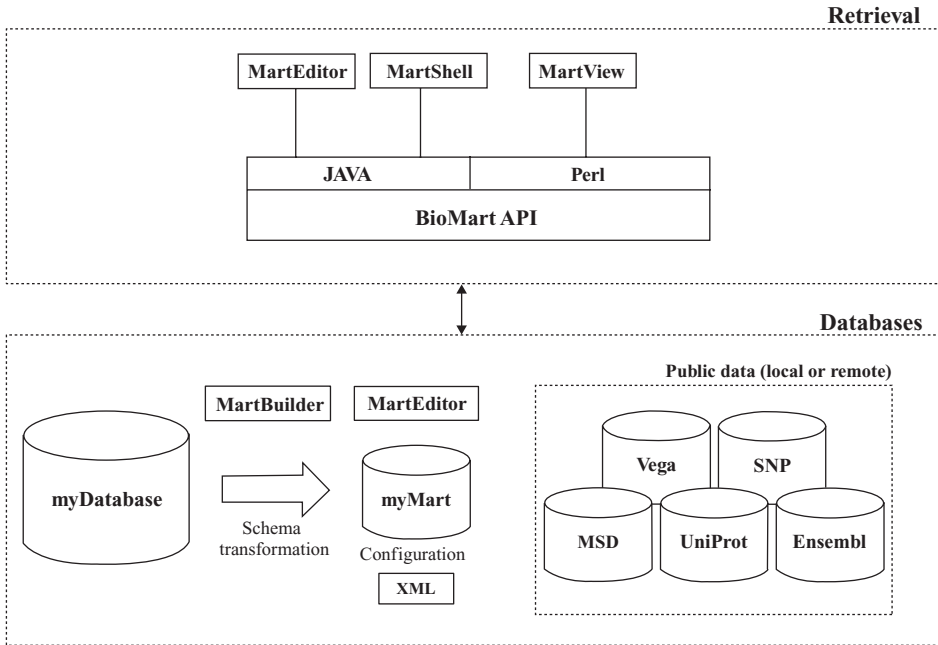 Retrieval
MartEditor MartShell MartView
JAVA Perl
BioMart API
Databases
Public data (local or remote)
MartBuilder MartEditor
Vega SNP
myDatabase myMart
Schema
transformation
Configuration
MSD UniProt Ensembl
XML